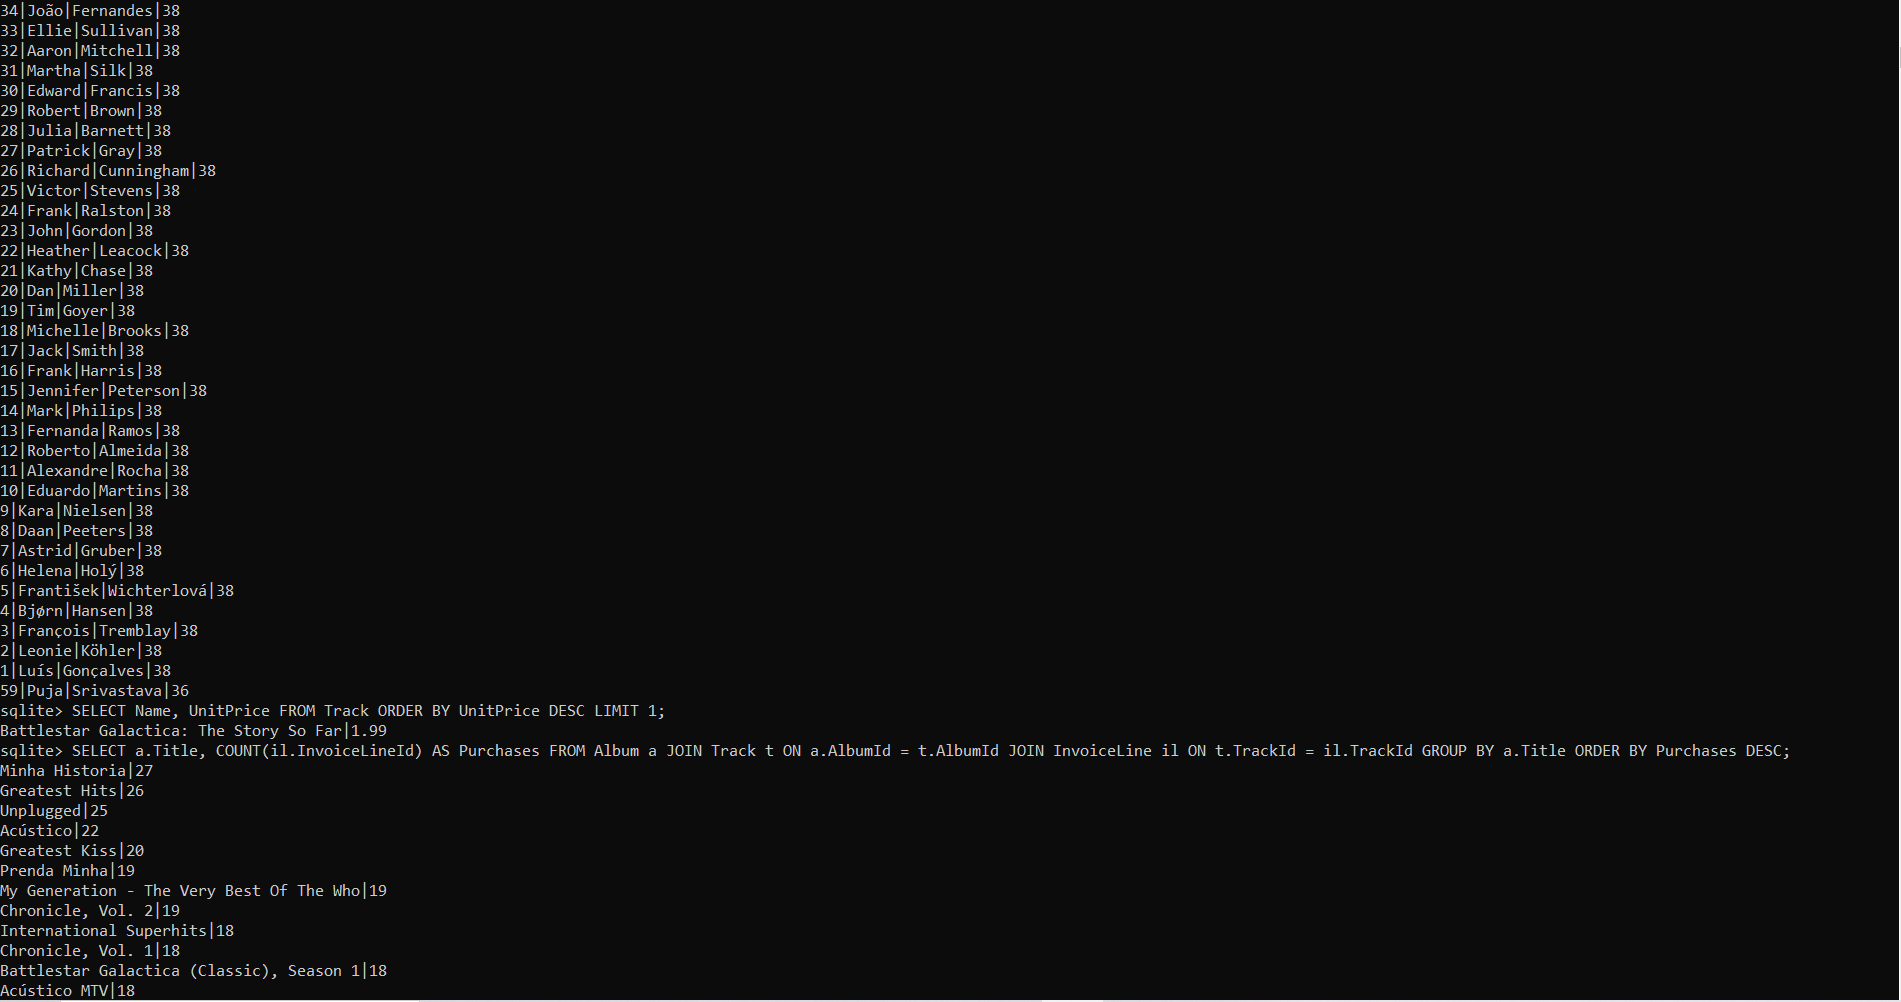 34|João|Fernandes|38
33|Ellie|Sullivan|38
32|Aaron|Mitchell|38
31|Martha|Silk|38
30|Edward|Francis|38
29|Robert|Brown|38
28|Julia|Barnett|38
27|Patrick|Gray|38
26|Richard|Cunningham|38
25|Victor|Stevens|38
24|Frank|Ralston|38
23|John|Gordon|38
22|Heather|Leacock|38
21|Kathy|Chase|38
20|Dan|Miller|38
19|Tim|Goyer|38
18|Michelle|Brooks|38
17|Jack|Smith|38
16|Frank|Harris|38
15|Jennifer|Peterson|38
14|Mark|Philips|38
13|Fernanda|Ramos|38
12|Roberto|Almeida|38
11|Alexandre|Rocha|38
10|Eduardo|Martins|38
9|Kara|Nielsen|38
8|Daan|Peeters|38
7|Astrid|Gruber|38
6|Helena|Holý|38
5|František|Wichterlová|38
4|Bjørn|Hansen|38
3|François|Tremblay|38
2|Leonie|Köhler|38
1|Luís|Gonçalves|38
59|Puja|Srivastava|36
sqlite> SELECT Name, UnitPrice FROM Track ORDER BY UnitPrice DESC LIMIT 1;
Battlestar Galactica: The Story So Far|1.99
sqlite> SELECT a.Title, COUNT(il.InvoiceLineId) AS Purchases FROM Album a JOIN Track t ON a.AlbumId = t.AlbumId JOIN InvoiceLine il ON t.TrackId = il.TrackId GROUP BY a.Title ORDER BY Purchases DESC;
Minha Historia|27
Greatest Hits|26
Unplugged|25
Acústico|22
Greatest Kiss|20
Prenda Minha|19
My Generation - The Very Best Of The Who|19
Chronicle, Vol. 2|19
International Superhits|18
Chronicle, Vol. 1|18
Battlestar Galactica (Classic), Season 1|18
Acústico MTV|18